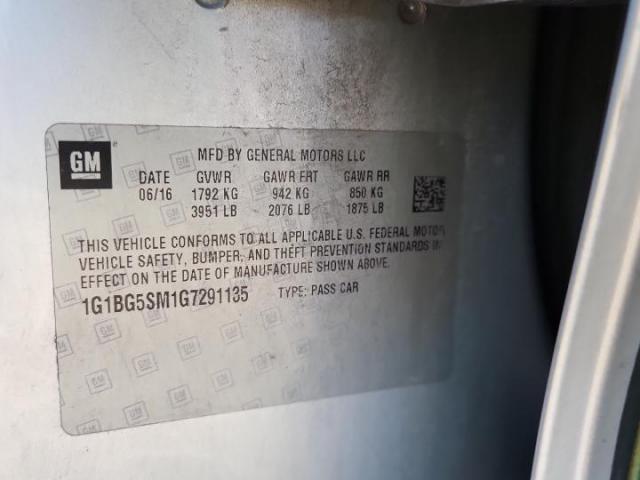 GM
MFD BY GENERAL MOTORS LLC
DATE GVWR GAWR FRT GAWR RR
06/16 1792 KG 942 KG 850 KG
3951 LB 2076 LB 1875 LB
THIS VEHICLE CONFORMS TO ALL APPLICABLE U.S. FEDERAL MOTOR
VEHICLE SAFETY, BUMPER, AND THEFT PREVENTION STANDARDS IN
EFFECT ON THE DATE OF MANUFACTURE SHOWN ABOVE.
1G1BG5SM1G7291135 TYPE: PASS CAR